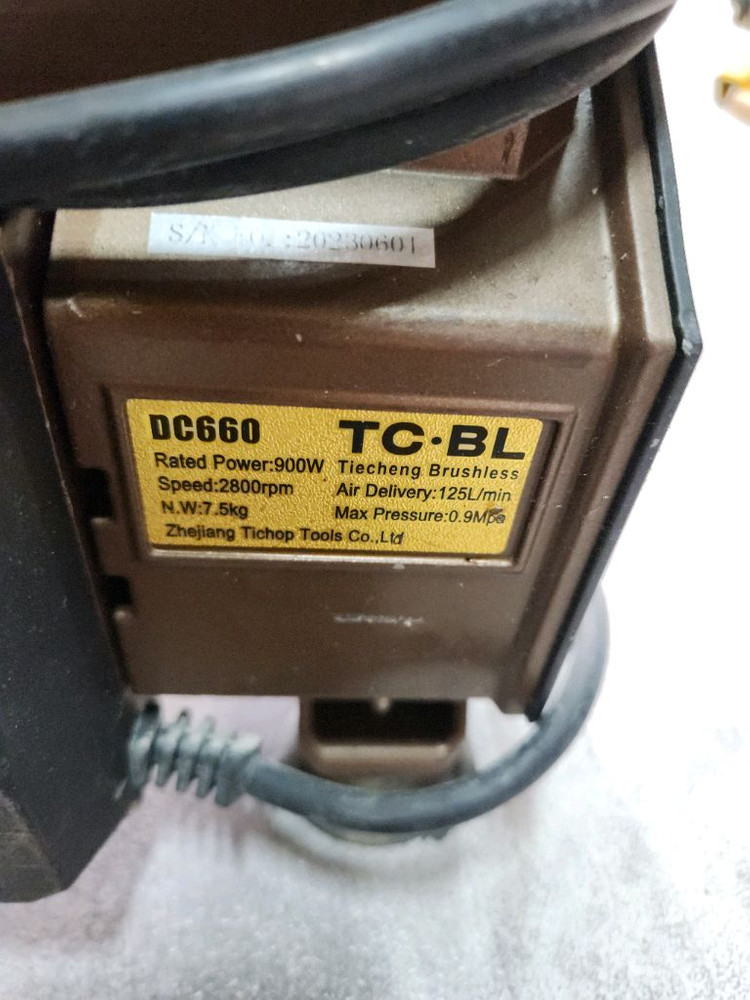 S/N NO.:20230601
DC660
TC·BL
Rated Power:900W
Tiecheng Brushless
Speed:2800rpm
Air Delivery:125L/min
N.W:7.5kg
Max Pressure:0.9Mpa
Zhejiang Tichop Tools Co.,Ltd